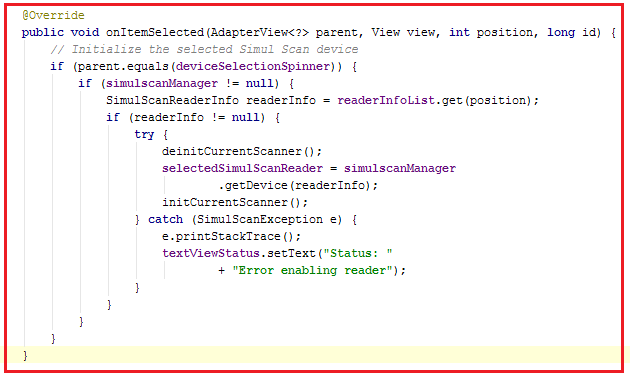 @Override
public void onItemSelected(AdapterView<?> parent, View view, int position, long id) {
    // Initialize the selected Simul Scan device
    if (parent.equals(deviceSelectionSpinner)) {
        if (simulscanManager != null) {
            SimulScanReaderInfo readerInfo = readerInfoList.get(position);
            if (readerInfo != null) {
                try {
                    deinitCurrentScanner();
                    selectedSimulScanReader = simulscanManager
                            .getDevice(readerInfo);
                    initCurrentScanner();
                } catch (SimulScanException e) {
                    e.printStackTrace();
                    textViewStatus.setText("Status: "
                            + "Error enabling reader");
                }
            }
        }
    }
}